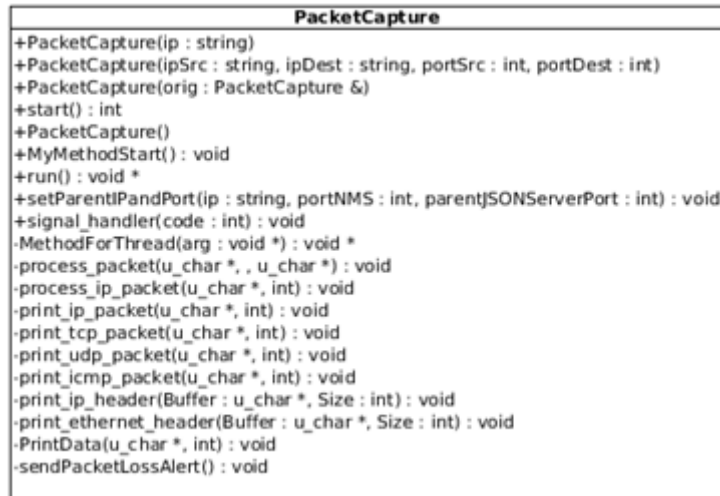 PacketCapture
+PacketCapture(ip : string)
+PacketCapture(ipSrc : string, ipDest : string, portSrc : int, portDest : int)
+PacketCapture(orig : PacketCapture &)
+start() : int
+PacketCapture()
+MyMethodStart() : void
+run() : void *
+setParentIPandPort(ip : string, portNMS : int, parentJSONServerPort : int) : void
+signal_handler(code : int) : void
-MethodForThread(arg : void *) : void *
-process_packet(u_char *, , u_char *) : void
-process_ip_packet(u_char *, int) : void
-print_ip_packet(u_char *, int) : void
-print_tcp_packet(u_char *, int) : void
-print_udp_packet(u_char *, int) : void
-print_icmp_packet(u_char *, int) : void
-print_ip_header(Buffer : u_char *, Size : int) : void
-print_ethernet_header(Buffer : u_char *, Size : int) : void
-PrintData(u_char *, int) : void
-sendPacketLossAlert() : void